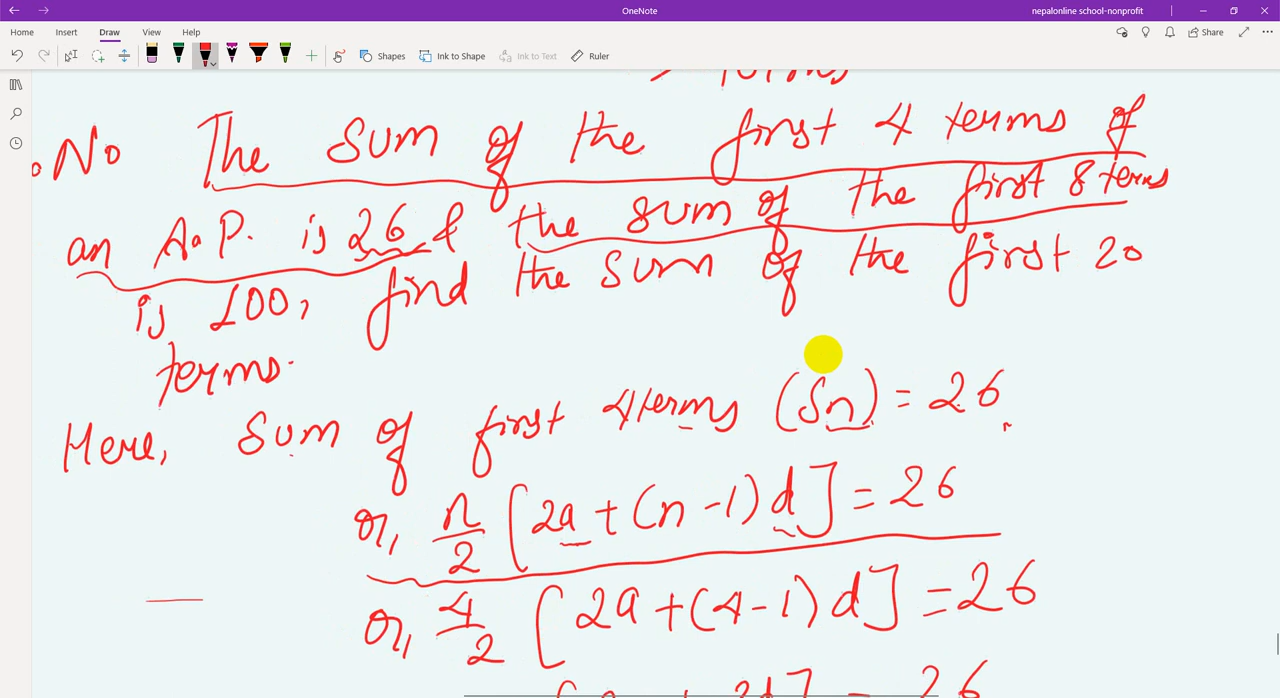 OneNote
nepalonline school-nonprofit
Home Insert Draw View Help
Share
Shapes Ink to Shape Ink to Text Ruler
terms
.No The sum of the first 4 terms of
an A.P. is 26 & the sum of the first 8 terms
is 100, find the sum of the first 20
terms.
Here, Sum of first 4 terms (Sn) = 26
or, n/2 [2a + (n - 1) d] = 26
or, 4/2 [2a + (4 - 1) d] = 26